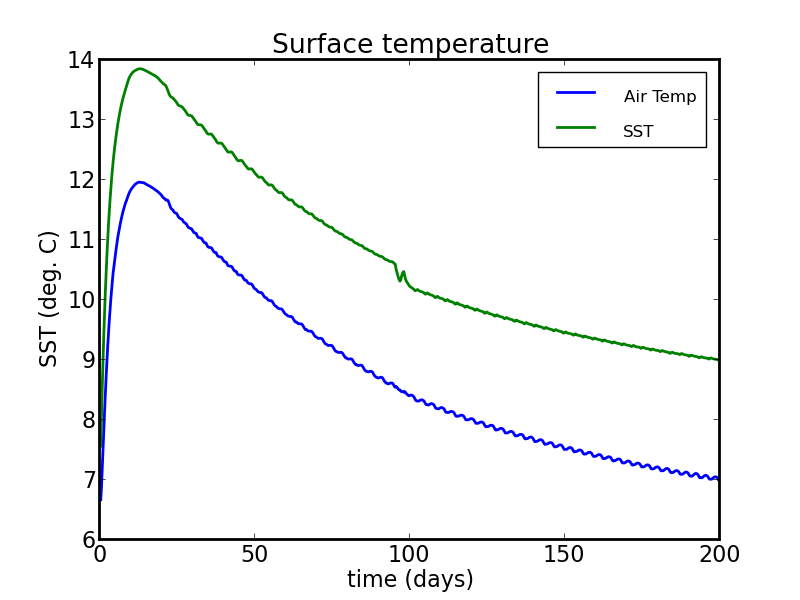 Surface temperature
Air Temp
SST
SST (deg. C)
14
13
12
11
10
9
8
7
6
0 50 100 150 200
time (days)